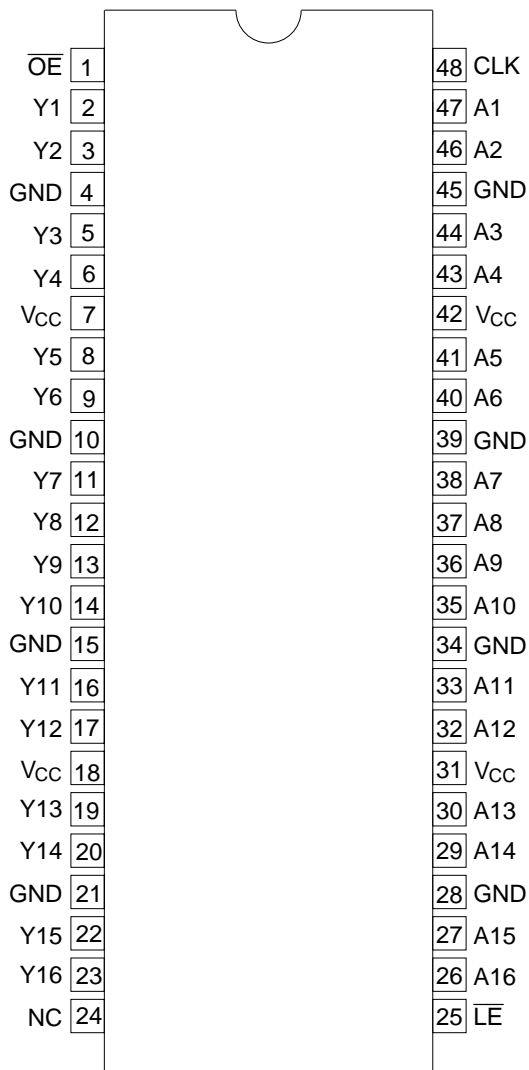 O̅E̅ 1 48 CLK
Y1 2 47 A1
Y2 3 46 A2
GND 4 45 GND
Y3 5 44 A3
Y4 6 43 A4
VCC 7 42 VCC
Y5 8 41 A5
Y6 9 40 A6
GND 10 39 GND
Y7 11 38 A7
Y8 12 37 A8
Y9 13 36 A9
Y10 14 35 A10
GND 15 34 GND
Y11 16 33 A11
Y12 17 32 A12
VCC 18 31 VCC
Y13 19 30 A13
Y14 20 29 A14
GND 21 28 GND
Y15 22 27 A15
Y16 23 26 A16
NC 24 25 L̅E̅